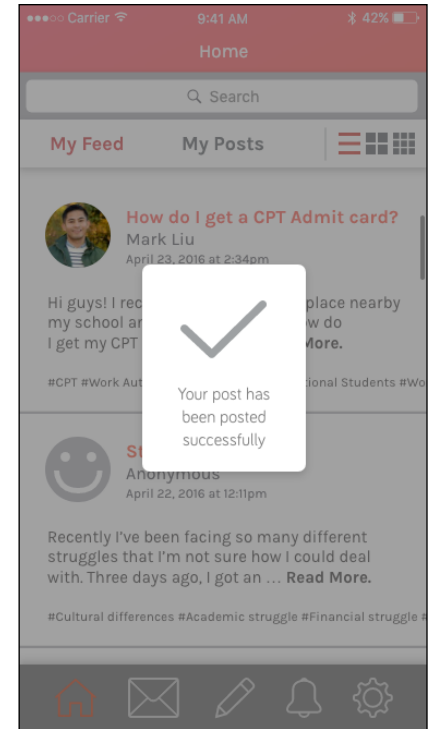 Carrier 9:41 AM 42%
Home
Search
My Feed My Posts
How do I get a CPT Admit card?
Mark Liu
April 23, 2016 at 2:34pm
Hi guys! I rec place nearby
my school ar w do
I get my CPT More.
#CPT #Work Aut ional Students #Wo
Your post has
been posted
successfully
St
Anonymous
April 22, 2016 at 12:11pm
Recently I've been facing so many different
struggles that I'm not sure how I could deal
with. Three days ago, I got an ... Read More.
#Cultural differences #Academic struggle #Financial struggle #